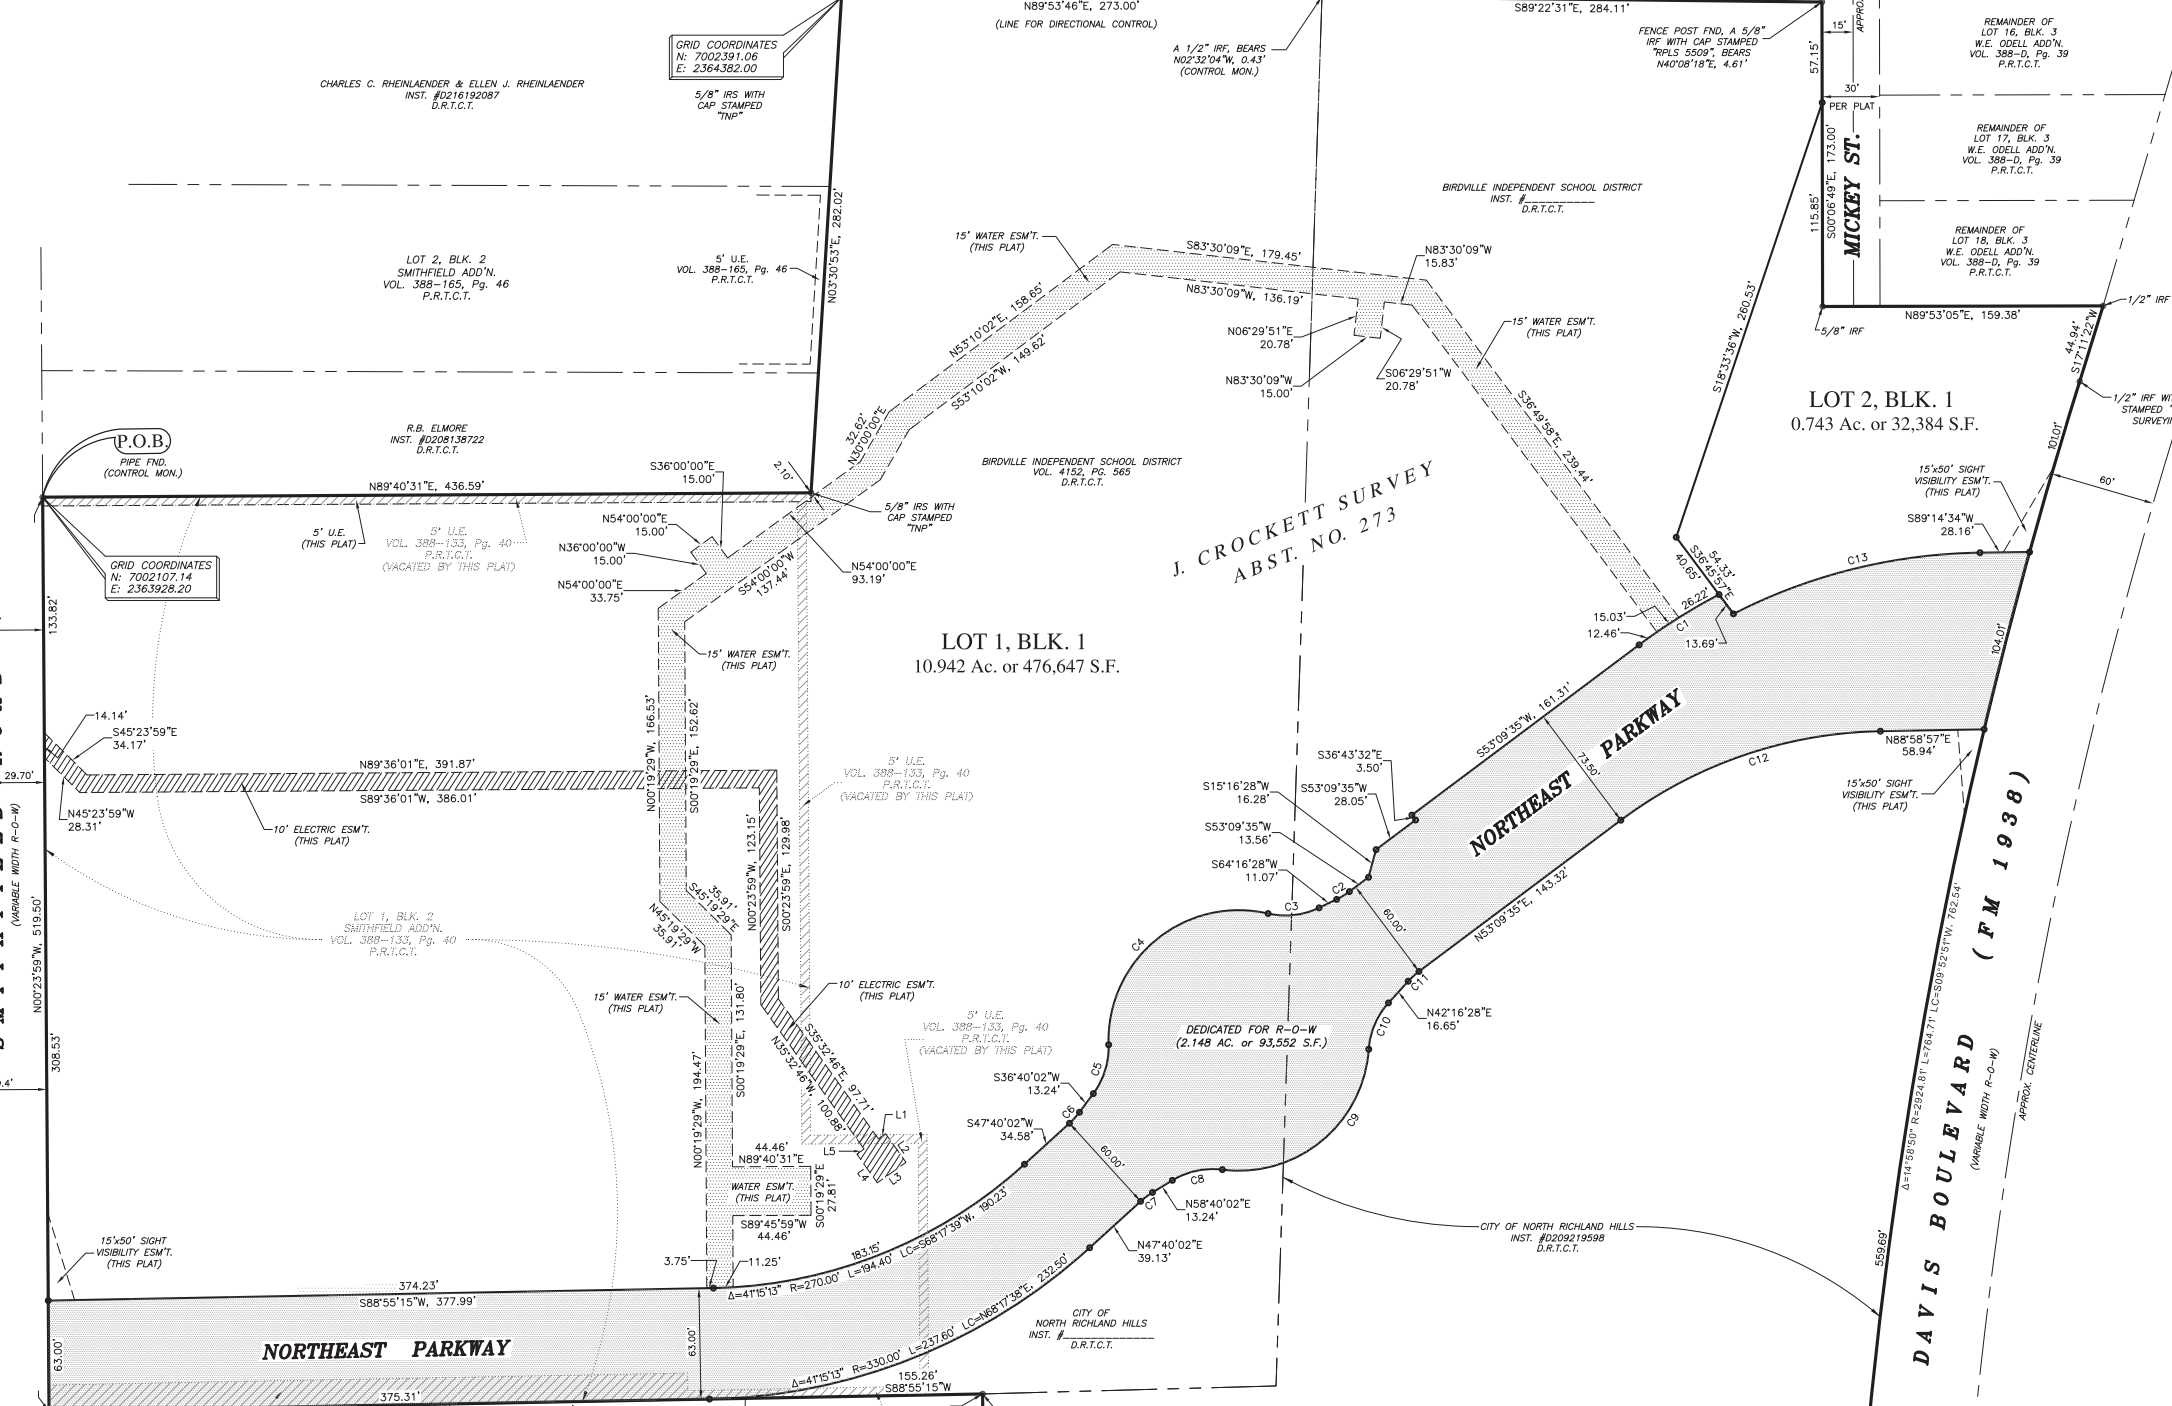 N89°53'46"E, 273.00'
(LINE FOR DIRECTIONAL CONTROL)
S89°22'31"E, 284.11'
GRID COORDINATES
N: 7002391.06
E: 2364382.00
5/8" IRS WITH
CAP STAMPED
"TNP"
CHARLES C. RHEINLAENDER & ELLEN J. RHEINLAENDER
INST. #D216192087
D.R.T.C.T.
A 1/2" IRF, BEARS
N02°32'04"W, 0.43'
(CONTROL MON.)
FENCE POST FND, A 5/8"
IRF WITH CAP STAMPED
"RPLS 5509", BEARS
N40°08'18"E, 4.61'
57.15'
15'
30'
PER PLAT
115.85'
S00°06'49"E, 173.00'
MICKEY ST.
REMAINDER OF
LOT 16, BLK. 3
W.E. ODELL ADD'N.
VOL. 388-D, Pg. 39
P.R.T.C.T.
REMAINDER OF
LOT 17, BLK. 3
W.E. ODELL ADD'N.
VOL. 388-D, Pg. 39
P.R.T.C.T.
REMAINDER OF
LOT 18, BLK. 3
W.E. ODELL ADD'N.
VOL. 388-D, Pg. 39
P.R.T.C.T.
BIRDVILLE INDEPENDENT SCHOOL DISTRICT
INST. #__________
D.R.T.C.T.
LOT 2, BLK. 2
SMITHFIELD ADD'N.
VOL. 388-165, Pg. 46
P.R.T.C.T.
5' U.E.
VOL. 388-165, Pg. 46
P.R.T.C.T.
N03°30'53"E, 282.02'
15' WATER ESM'T.
(THIS PLAT)
S83°30'09"E, 179.45'
N83°30'09"W, 136.19'
N83°30'09"W
15.83'
N06°29'51"E
20.78'
N83°30'09"W
15.00'
S06°29'51"W
20.78'
15' WATER ESM'T.
(THIS PLAT)
N53°10'02"E, 158.65'
S53°10'02"W, 149.62'
32.62'
N30°00'00"E
S36°49'58"E, 239.44'
S18°33'36"W, 260.53'
5/8" IRF
N89°53'05"E, 159.38'
1/2" IRF
44.94'
S17°11'22"W
LOT 2, BLK. 1
0.743 Ac. or 32,384 S.F.
STAMPED
101.01'
60'
15'x50' SIGHT
VISIBILITY ESM'T.
(THIS PLAT)
S89°14'34"W
28.16'
P.O.B.
PIPE FND.
(CONTROL MON.)
R.B. ELMORE
INST. #D208138722
D.R.T.C.T.
N89°40'31"E, 436.59'
S36°00'00"E
15.00'
2.10'
5/8" IRS WITH
CAP STAMPED
"TNP"
BIRDVILLE INDEPENDENT SCHOOL DISTRICT
VOL. 4152, PG. 565
D.R.T.C.T.
J. CROCKETT SURVEY
ABST. NO. 273
5' U.E.
(THIS PLAT)
5' U.E.
VOL. 388-133, Pg. 40
P.R.T.C.T.
(VACATED BY THIS PLAT)
N54°00'00"E
15.00'
N36°00'00"W
15.00'
N54°00'00"E
33.75'
S54°00'00"W
137.44'
N54°00'00"E
93.19'
GRID COORDINATES
N: 7002107.14
E: 2363928.20
133.82'
15' WATER ESM'T.
(THIS PLAT)
LOT 1, BLK. 1
10.942 Ac. or 476,647 S.F.
54.33'
S36°45'57"E
40.65'
26.22'
C1
15.03'
12.46'
13.69'
C13
104.01'
14.14'
S45°23'59"E
34.17'
29.70'
N45°23'59"W
28.31'
N89°36'01"E, 391.87'
S89°36'01"W, 386.01'
10' ELECTRIC ESM'T.
(THIS PLAT)
N00°19'29"W, 166.53'
S00°19'29"E, 152.62'
5' U.E.
VOL. 388-133, Pg. 40
P.R.T.C.T.
(VACATED BY THIS PLAT)
N00°23'59"W, 123.15'
S00°23'59"E, 129.98'
S53°09'35"W, 161.31'
NORTHEAST PARKWAY
73.50'
C12
N88°58'57"E
58.94'
15'x50' SIGHT
VISIBILITY ESM'T.
(THIS PLAT)
S36°43'32"E
3.50'
S15°16'28"W
16.28'
S53°09'35"W
28.05'
S53°09'35"W
13.56'
S64°16'28"W
11.07'
C2
C3
C4
60.00'
N53°09'35"E, 143.32'
C11
N42°16'28"E
16.65'
C10
(VARIABLE WIDTH R-O-W)
N00°23'59"W, 519.50'
LOT 1, BLK. 2
SMITHFIELD ADD'N.
VOL. 388-133, Pg. 40
P.R.T.C.T.
35.91'
S45°19'29"E
N45°19'29"W
35.91'
15' WATER ESM'T.
(THIS PLAT)
10' ELECTRIC ESM'T.
(THIS PLAT)
5' U.E.
VOL. 388-133, Pg. 40
P.R.T.C.T.
(VACATED BY THIS PLAT)
DEDICATED FOR R-O-W
(2.148 AC. or 93,552 S.F.)
308.53'
N00°19'29"W, 194.47'
S00°19'29"E, 131.80'
S35°32'46"E, 97.71'
N35°32'46"W, 100.88'
C5
S36°40'02"W
13.24'
C6
S47°40'02"W
34.58'
60.00'
C9
L1
L2
L3
L4
L5
44.46'
N89°40'31"E
WATER ESM'T.
(THIS PLAT)
S00°19'29"E
27.81'
S89°45'59"W
44.46'
C7
C8
N58°40'02"E
13.24'
N47°40'02"E
39.13'
15'x50' SIGHT
VISIBILITY ESM'T.
(THIS PLAT)
3.75'
11.25'
183.15'
Δ=41°15'13" R=270.00' L=194.40' LC=S68°17'39"W, 190.23'
374.23'
S88°55'15"W, 377.99'
CITY OF NORTH RICHLAND HILLS
INST. #D209219598
D.R.T.C.T.
Δ=14°58'50" R=2924.81' L=764.71' LC=S09°52'51"W, 762.54'
559.69'
DAVIS BOULEVARD (FM 1938)
(VARIABLE WIDTH R-O-W)
APPROX. CENTERLINE
63.00'
NORTHEAST PARKWAY
63.00'
Δ=41°15'13" R=330.00' L=237.60' LC=N68°17'38"E, 232.50'
CITY OF
NORTH RICHLAND HILLS
INST. #______________
D.R.T.C.T.
375.31'
155.26'
S88°55'15"W